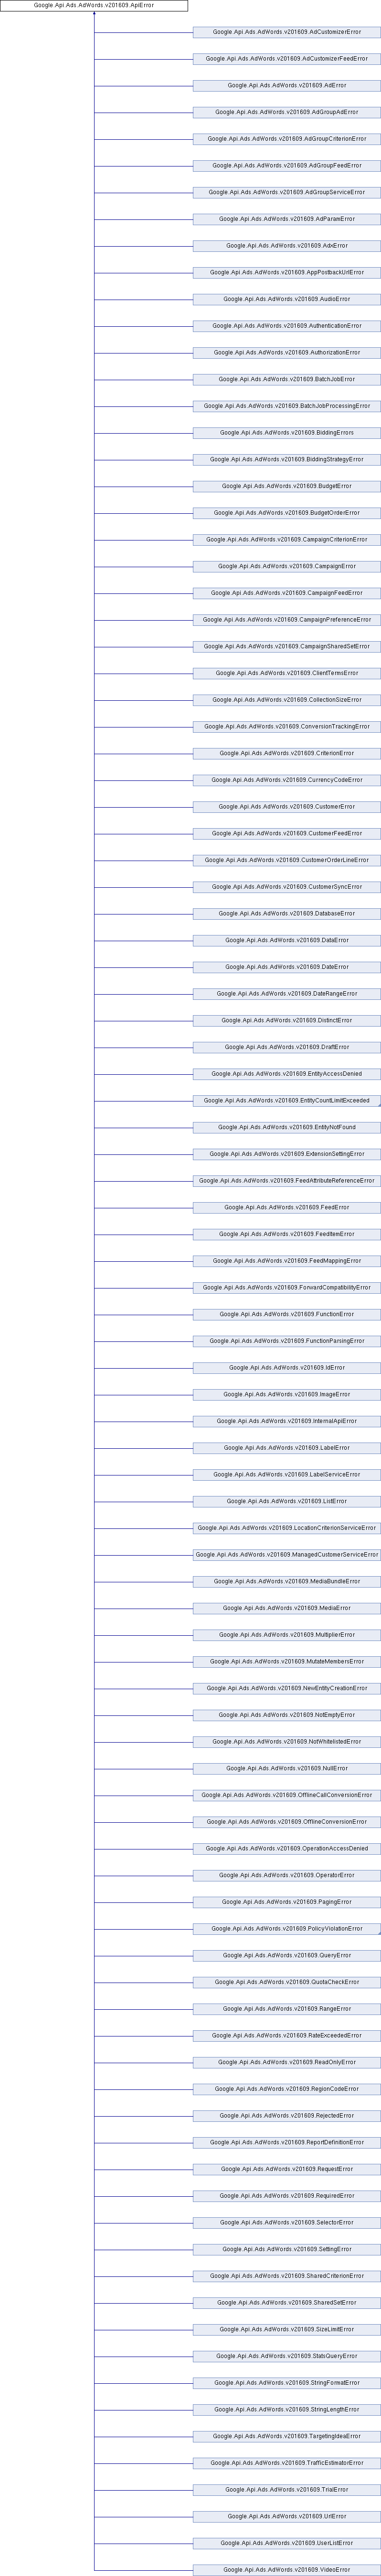 Google.Api.Ads.AdWords.v201609.ApiError
Google.Api.Ads.AdWords.v201609.AdCustomizerError
Google.Api.Ads.AdWords.v201609.AdCustomizerFeedError
Google.Api.Ads.AdWords.v201609.AdError
Google.Api.Ads.AdWords.v201609.AdGroupAdError
Google.Api.Ads.AdWords.v201609.AdGroupCriterionError
Google.Api.Ads.AdWords.v201609.AdGroupFeedError
Google.Api.Ads.AdWords.v201609.AdGroupServiceError
Google.Api.Ads.AdWords.v201609.AdParamError
Google.Api.Ads.AdWords.v201609.AdxError
Google.Api.Ads.AdWords.v201609.AppPostbackUrlError
Google.Api.Ads.AdWords.v201609.AudioError
Google.Api.Ads.AdWords.v201609.AuthenticationError
Google.Api.Ads.AdWords.v201609.AuthorizationError
Google.Api.Ads.AdWords.v201609.BatchJobError
Google.Api.Ads.AdWords.v201609.BatchJobProcessingError
Google.Api.Ads.AdWords.v201609.BiddingErrors
Google.Api.Ads.AdWords.v201609.BiddingStrategyError
Google.Api.Ads.AdWords.v201609.BudgetError
Google.Api.Ads.AdWords.v201609.BudgetOrderError
Google.Api.Ads.AdWords.v201609.CampaignCriterionError
Google.Api.Ads.AdWords.v201609.CampaignError
Google.Api.Ads.AdWords.v201609.CampaignFeedError
Google.Api.Ads.AdWords.v201609.CampaignPreferenceError
Google.Api.Ads.AdWords.v201609.CampaignSharedSetError
Google.Api.Ads.AdWords.v201609.ClientTermsError
Google.Api.Ads.AdWords.v201609.CollectionSizeError
Google.Api.Ads.AdWords.v201609.ConversionTrackingError
Google.Api.Ads.AdWords.v201609.CriterionError
Google.Api.Ads.AdWords.v201609.CurrencyCodeError
Google.Api.Ads.AdWords.v201609.CustomerError
Google.Api.Ads.AdWords.v201609.CustomerFeedError
Google.Api.Ads.AdWords.v201609.CustomerOrderLineError
Google.Api.Ads.AdWords.v201609.CustomerSyncError
Google.Api.Ads.AdWords.v201609.DatabaseError
Google.Api.Ads.AdWords.v201609.DataError
Google.Api.Ads.AdWords.v201609.DateError
Google.Api.Ads.AdWords.v201609.DateRangeError
Google.Api.Ads.AdWords.v201609.DistinctError
Google.Api.Ads.AdWords.v201609.DraftError
Google.Api.Ads.AdWords.v201609.EntityAccessDenied
Google.Api.Ads.AdWords.v201609.EntityCountLimitExceeded
Google.Api.Ads.AdWords.v201609.EntityNotFound
Google.Api.Ads.AdWords.v201609.ExtensionSettingError
Google.Api.Ads.AdWords.v201609.FeedAttributeReferenceError
Google.Api.Ads.AdWords.v201609.FeedError
Google.Api.Ads.AdWords.v201609.FeedItemError
Google.Api.Ads.AdWords.v201609.FeedMappingError
Google.Api.Ads.AdWords.v201609.ForwardCompatibilityError
Google.Api.Ads.AdWords.v201609.FunctionError
Google.Api.Ads.AdWords.v201609.FunctionParsingError
Google.Api.Ads.AdWords.v201609.IdError
Google.Api.Ads.AdWords.v201609.ImageError
Google.Api.Ads.AdWords.v201609.InternalApiError
Google.Api.Ads.AdWords.v201609.LabelError
Google.Api.Ads.AdWords.v201609.LabelServiceError
Google.Api.Ads.AdWords.v201609.ListError
Google.Api.Ads.AdWords.v201609.LocationCriterionServiceError
Google.Api.Ads.AdWords.v201609.ManagedCustomerServiceError
Google.Api.Ads.AdWords.v201609.MediaBundleError
Google.Api.Ads.AdWords.v201609.MediaError
Google.Api.Ads.AdWords.v201609.MultiplierError
Google.Api.Ads.AdWords.v201609.MutateMembersError
Google.Api.Ads.AdWords.v201609.NewEntityCreationError
Google.Api.Ads.AdWords.v201609.NotEmptyError
Google.Api.Ads.AdWords.v201609.NotWhitelistedError
Google.Api.Ads.AdWords.v201609.NullError
Google.Api.Ads.AdWords.v201609.OfflineCallConversionError
Google.Api.Ads.AdWords.v201609.OfflineConversionError
Google.Api.Ads.AdWords.v201609.OperationAccessDenied
Google.Api.Ads.AdWords.v201609.OperatorError
Google.Api.Ads.AdWords.v201609.PagingError
Google.Api.Ads.AdWords.v201609.PolicyViolationError
Google.Api.Ads.AdWords.v201609.QueryError
Google.Api.Ads.AdWords.v201609.QuotaCheckError
Google.Api.Ads.AdWords.v201609.RangeError
Google.Api.Ads.AdWords.v201609.RateExceededError
Google.Api.Ads.AdWords.v201609.ReadOnlyError
Google.Api.Ads.AdWords.v201609.RegionCodeError
Google.Api.Ads.AdWords.v201609.RejectedError
Google.Api.Ads.AdWords.v201609.ReportDefinitionError
Google.Api.Ads.AdWords.v201609.RequestError
Google.Api.Ads.AdWords.v201609.RequiredError
Google.Api.Ads.AdWords.v201609.SelectorError
Google.Api.Ads.AdWords.v201609.SettingError
Google.Api.Ads.AdWords.v201609.SharedCriterionError
Google.Api.Ads.AdWords.v201609.SharedSetError
Google.Api.Ads.AdWords.v201609.SizeLimitError
Google.Api.Ads.AdWords.v201609.StatsQueryError
Google.Api.Ads.AdWords.v201609.StringFormatError
Google.Api.Ads.AdWords.v201609.StringLengthError
Google.Api.Ads.AdWords.v201609.TargetingIdeaError
Google.Api.Ads.AdWords.v201609.TrafficEstimatorError
Google.Api.Ads.AdWords.v201609.TrialError
Google.Api.Ads.AdWords.v201609.UrlError
Google.Api.Ads.AdWords.v201609.UserListError
Google.Api.Ads.AdWords.v201609.VideoError